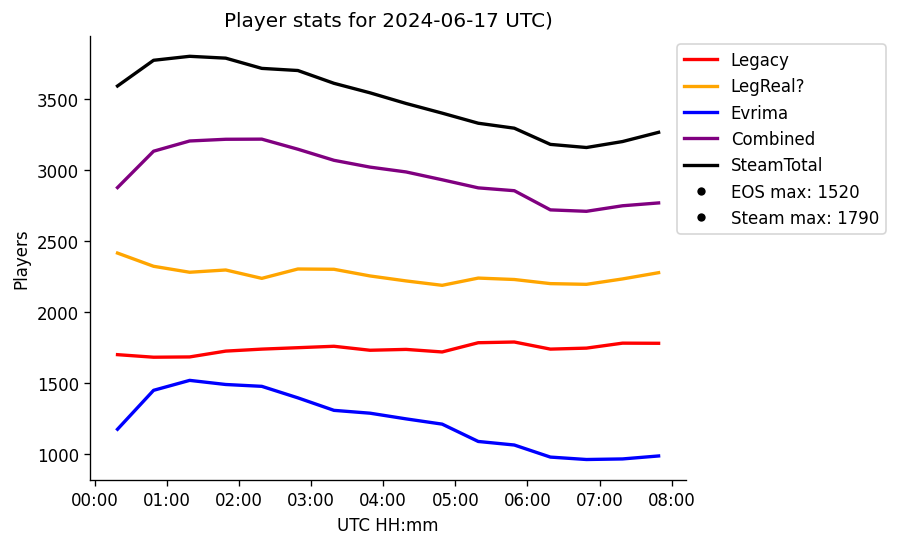 Player stats for 2024-06-17 UTC)
Legacy
LegReal?
Evrima
Combined
SteamTotal
EOS max: 1520
Steam max: 1790
Players
3500
3000
2500
2000
1500
1000
00:00 01:00 02:00 03:00 04:00 05:00 06:00 07:00 08:00
UTC HH:mm